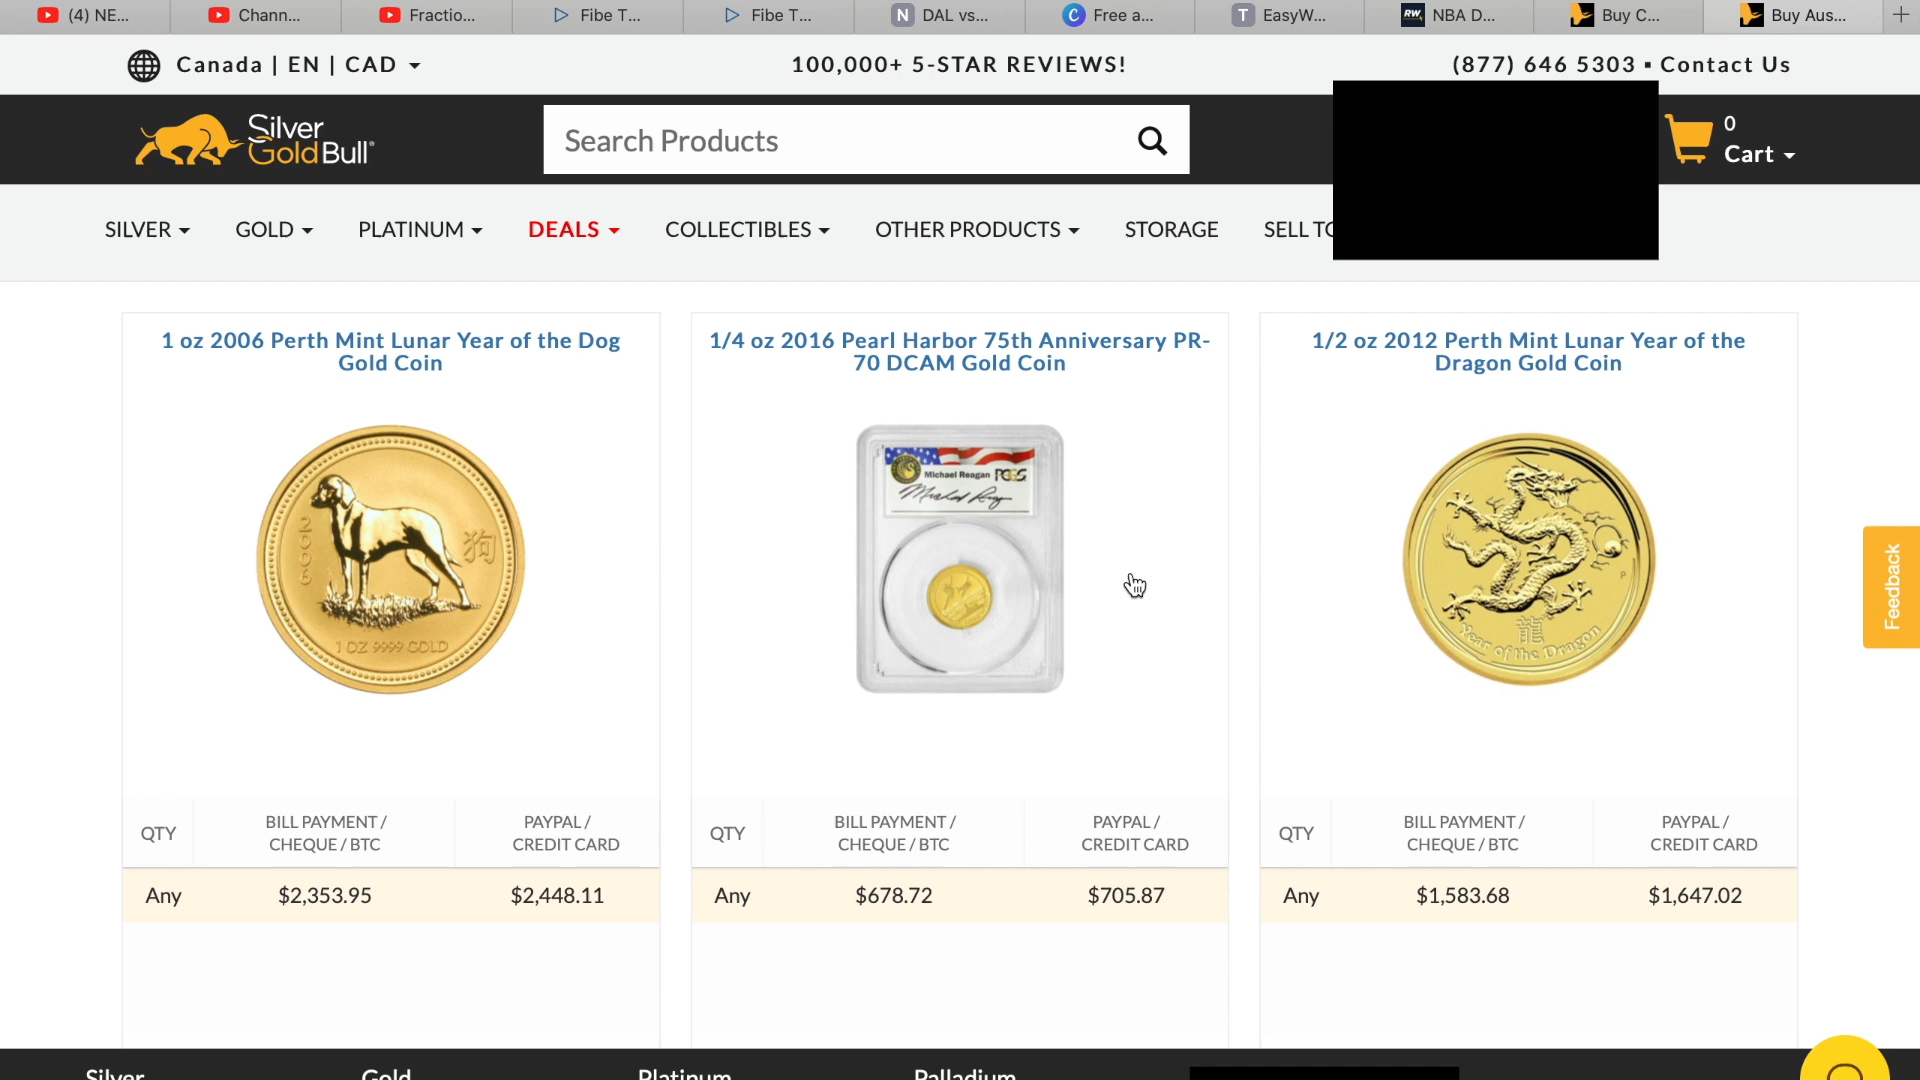 (4) NE...
Chann...
Fractio...
Fibe T...
Fibe T...
N DAL vs...
C Free a...
T EasyW...
RW NBA D...
Buy C...
Buy Aus...
Canada | EN | CAD
100,000+ 5-STAR REVIEWS!
(877) 646 5303 ▪ Contact Us
Silver
GoldBull®
Search Products
0
Cart
SILVER
GOLD
PLATINUM
DEALS
COLLECTIBLES
OTHER PRODUCTS
STORAGE
SELL TO
1 oz 2006 Perth Mint Lunar Year of the Dog
Gold Coin
2006
狗
1 OZ 9999 GOLD
QTY
BILL PAYMENT /
CHEQUE / BTC
PAYPAL /
CREDIT CARD
Any
$2,353.95
$2,448.11
1/4 oz 2016 Pearl Harbor 75th Anniversary PR-
70 DCAM Gold Coin
Michael Reagan
PCGS
QTY
BILL PAYMENT /
CHEQUE / BTC
PAYPAL /
CREDIT CARD
Any
$678.72
$705.87
1/2 oz 2012 Perth Mint Lunar Year of the
Dragon Gold Coin
P
龍
Year of the Dragon
QTY
BILL PAYMENT /
CHEQUE / BTC
PAYPAL /
CREDIT CARD
Any
$1,583.68
$1,647.02
Feedback
Silver
Gold
Platinum
Palladium